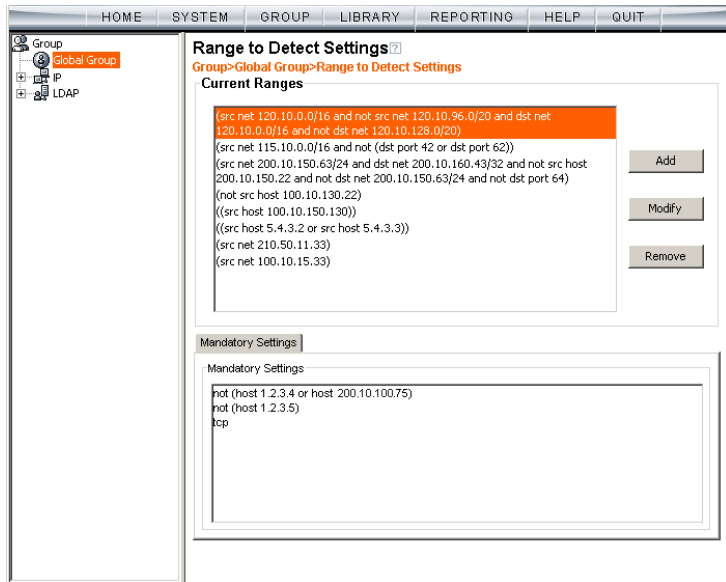 HOME SYSTEM GROUP LIBRARY REPORTING HELP QUIT
Group
Global Group
IP
LDAP
Range to Detect Settings?
Group>Global Group>Range to Detect Settings
Current Ranges
(src net 120.10.0.0/16 and not src net 120.10.96.0/20 and dst net
120.10.0.0/16 and not dst net 120.10.128.0/20)
(src net 115.10.0.0/16 and not (dst port 42 or dst port 62))
(src net 200.10.150.63/24 and dst net 200.10.160.43/32 and not src host
200.10.150.22 and not dst net 200.10.150.63/24 and not dst port 64)
(not src host 100.10.130.22)
((src host 100.10.150.130))
((src host 5.4.3.2 or src host 5.4.3.3))
(src net 210.50.11.33)
(src net 100.10.15.33)
Add
Modify
Remove
Mandatory Settings
Mandatory Settings
not (host 1.2.3.4 or host 200.10.100.75)
not (host 1.2.3.5)
tcp